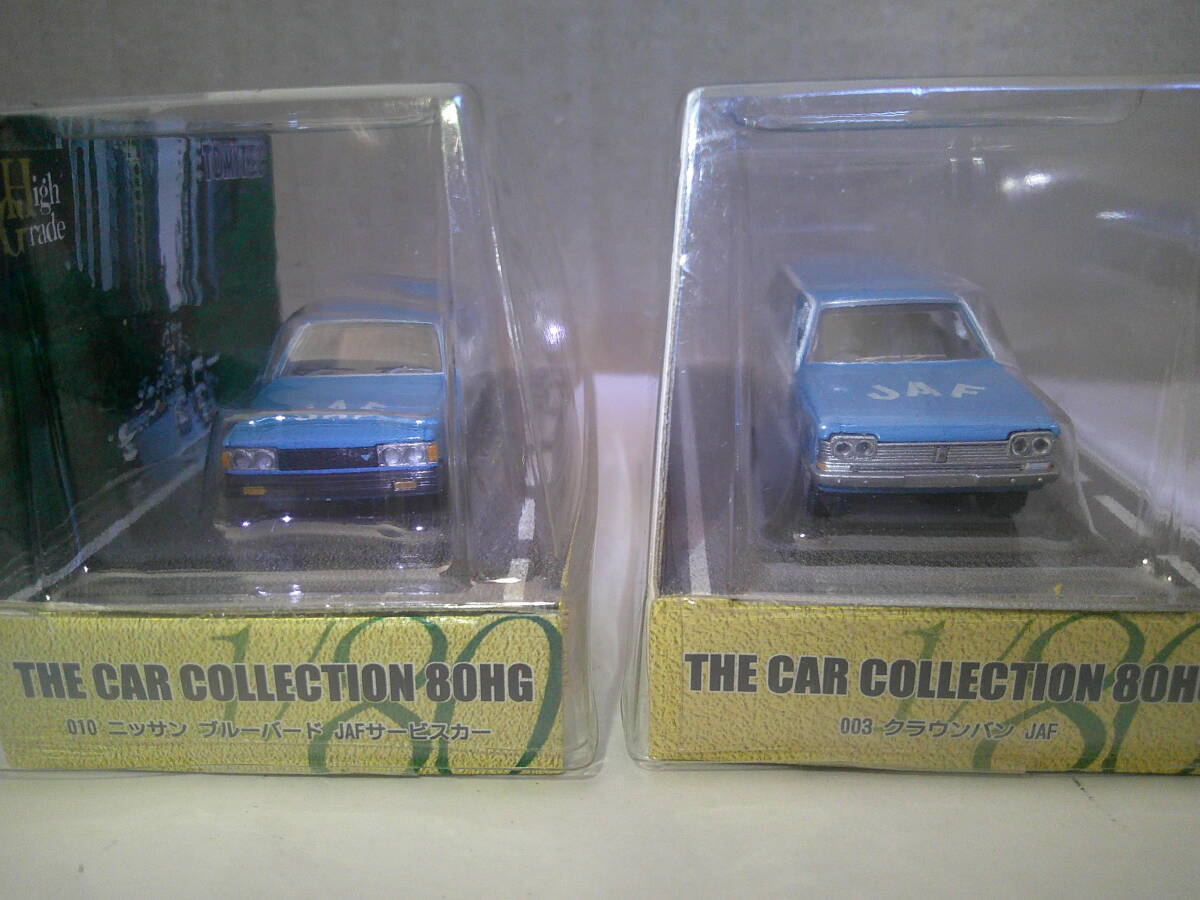 High
Grade
JAF
1/80
THE CAR COLLECTION 80HG
010 ニッサン ブルーバード JAFサービスカー
JAF
1/80
THE CAR COLLECTION 80H
003 クラウンバン JAF